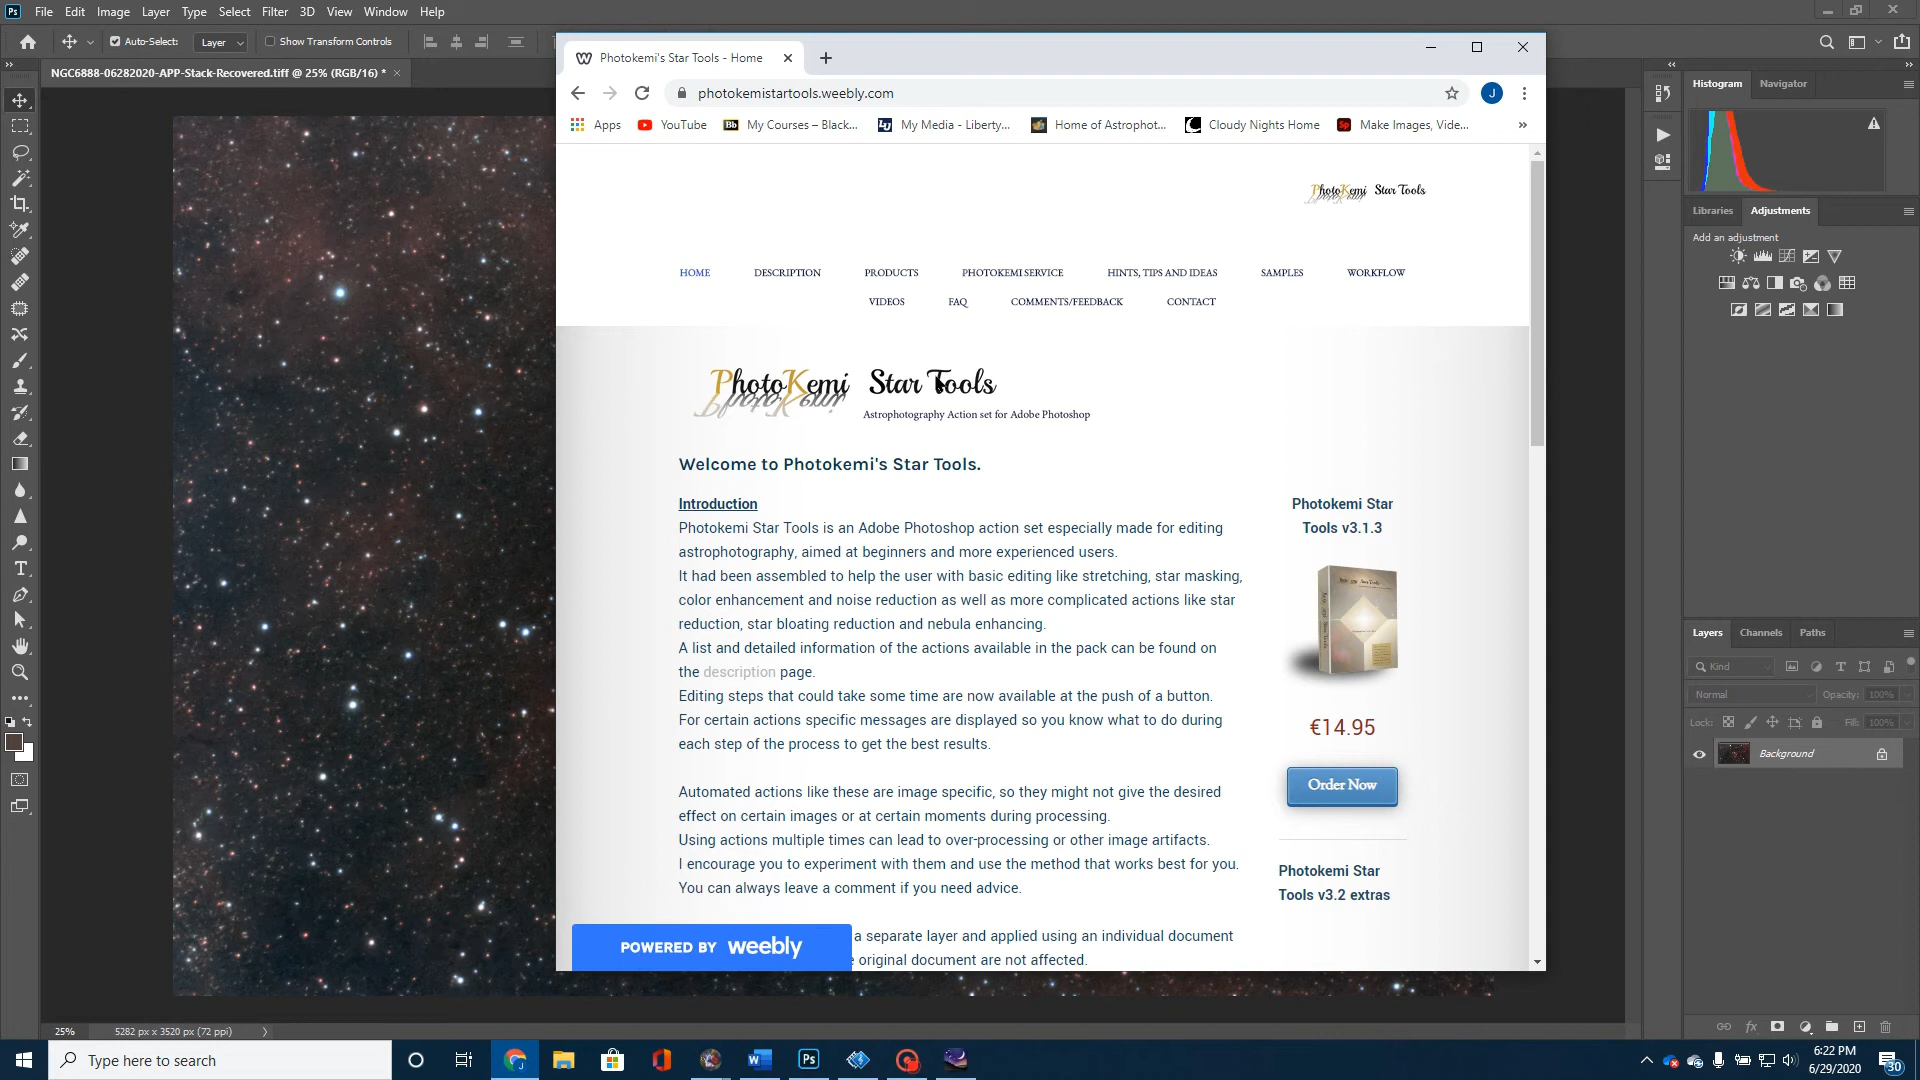 Ps File Edit Image Layer Type Select Filter 3D View Window Help
Auto-Select: Layer Show Transform Controls
NGC6888-06282020-APP-Stack-Recovered.tiff @ 25% (RGB/16) *
Photokemi's Star Tools - Home
photokemistartools.weebly.com
J
Apps YouTube Bb My Courses – Black... LU My Media - Liberty,... Home of Astrophot... Cloudy Nights Home Sp Make Images, Vide...
PhotoKemi Star Tools
HOME DESCRIPTION PRODUCTS PHOTOKEMI SERVICE HINTS, TIPS AND IDEAS SAMPLES WORKFLOW
VIDEOS FAQ COMMENTS/FEEDBACK CONTACT
PhotoKemi Star Tools
Astrophotography Action set for Adobe Photoshop
Welcome to Photokemi's Star Tools.
Introduction
Photokemi Star Tools is an Adobe Photoshop action set especially made for editing
astrophotography, aimed at beginners and more experienced users.
It had been assembled to help the user with basic editing like stretching, star masking,
color enhancement and noise reduction as well as more complicated actions like star
reduction, star bloating reduction and nebula enhancing.
A list and detailed information of the actions available in the pack can be found on
the description page.
Editing steps that could take some time are now available at the push of a button.
For certain actions specific messages are displayed so you know what to do during
each step of the process to get the best results.
Automated actions like these are image specific, so they might not give the desired
effect on certain images or at certain moments during processing.
Using actions multiple times can lead to over-processing or other image artifacts.
I encourage you to experiment with them and use the method that works best for you.
You can always leave a comment if you need advice.
a separate layer and applied using an individual document
original document are not affected.
POWERED BY weebly
Photokemi Star
Tools v3.1.3
€14.95
Order Now
Photokemi Star
Tools v3.2 extras
Histogram Navigator
Libraries Adjustments
Add an adjustment
Layers Channels Paths
Kind
Normal Opacity: 100%
Lock: Fill: 100%
Background
25% 5282 px x 3520 px (72 ppi)
Type here to search
Ps
6:22 PM
6/29/2020
30